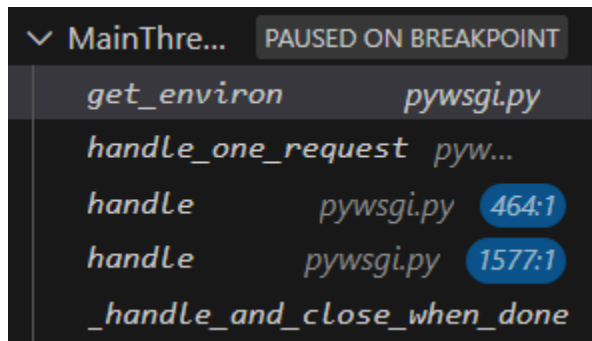 MainThre... PAUSED ON BREAKPOINT
get_environ pywsgi.py
handle_one_request pyw...
handle pywsgi.py 464:1
handle pywsgi.py 1577:1
_handle_and_close_when_done